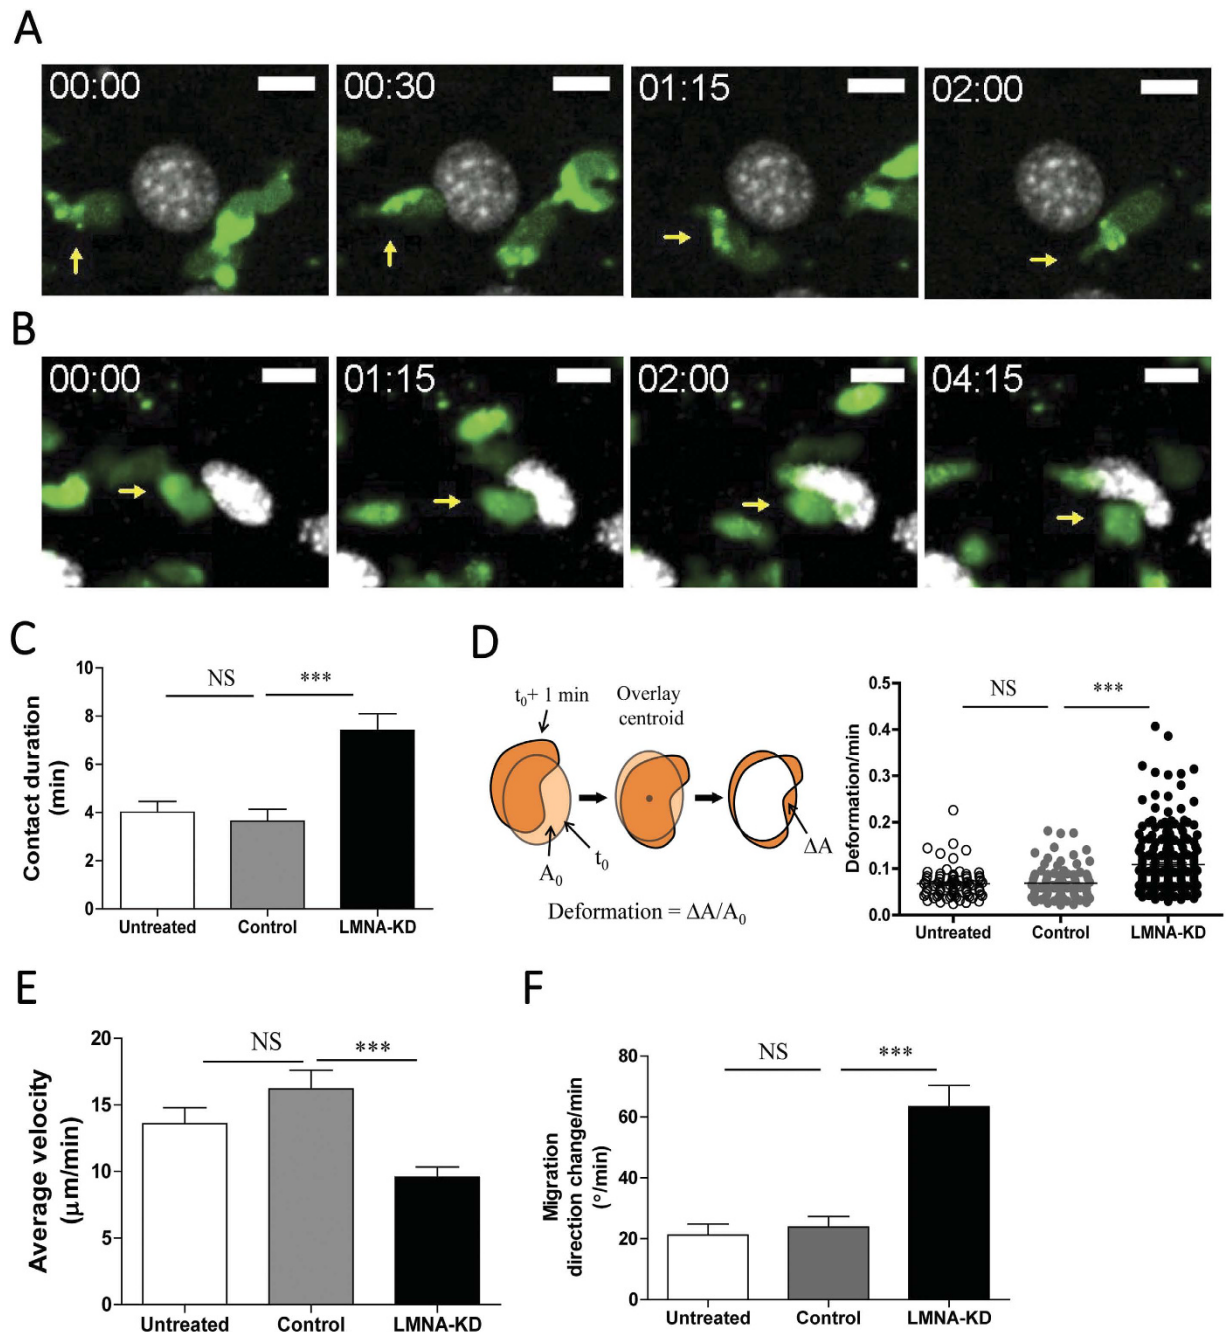 A
00:00
00:30
01:15
02:00
B
00:00
01:15
02:00
04:15
C
Contact duration
(min)
10
8
6
4
2
0
NS
***
Untreated
Control
LMNA-KD
D
t₀+ 1 min
Overlay
centroid
A₀
t₀
ΔA
Deformation = ΔA/A₀
Deformation/min
0.5
0.4
0.3
0.2
0.1
0.0
NS
***
Untreated
Control
LMNA-KD
E
Average velocity
(μm/min)
20
15
10
5
0
NS
***
Untreated
Control
LMNA-KD
F
Migration
direction change/min
(°/min)
80
60
40
20
0
NS
***
Untreated
Control
LMNA-KD